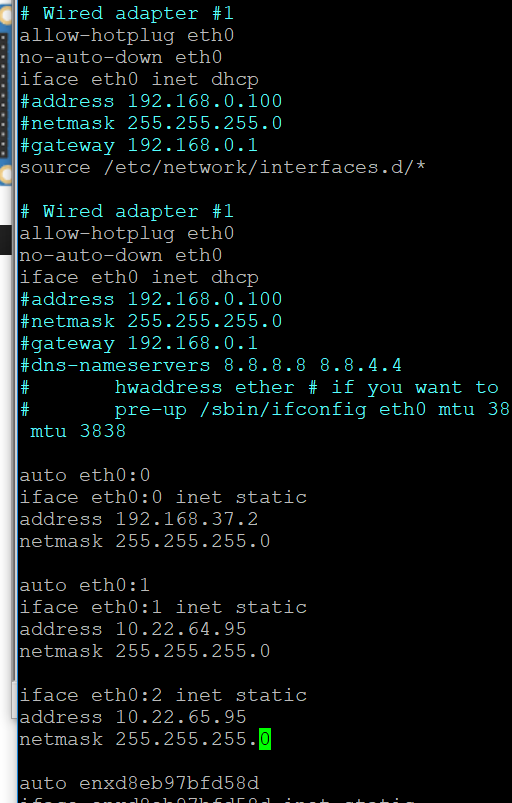 # Wired adapter #1
allow-hotplug eth0
no-auto-down eth0
iface eth0 inet dhcp
#address 192.168.0.100
#netmask 255.255.255.0
#gateway 192.168.0.1
source /etc/network/interfaces.d/*
# Wired adapter #1
allow-hotplug eth0
no-auto-down eth0
iface eth0 inet dhcp
#address 192.168.0.100
#netmask 255.255.255.0
#gateway 192.168.0.1
#dns-nameservers 8.8.8.8 8.8.4.4
#       hwaddress ether # if you want to
#       pre-up /sbin/ifconfig eth0 mtu 38
 mtu 3838
auto eth0:0
iface eth0:0 inet static
address 192.168.37.2
netmask 255.255.255.0
auto eth0:1
iface eth0:1 inet static
address 10.22.64.95
netmask 255.255.255.0
iface eth0:2 inet static
address 10.22.65.95
netmask 255.255.255.0
auto enxd8eb97bfd58d
iface enxd8eb97bfd58d inet static